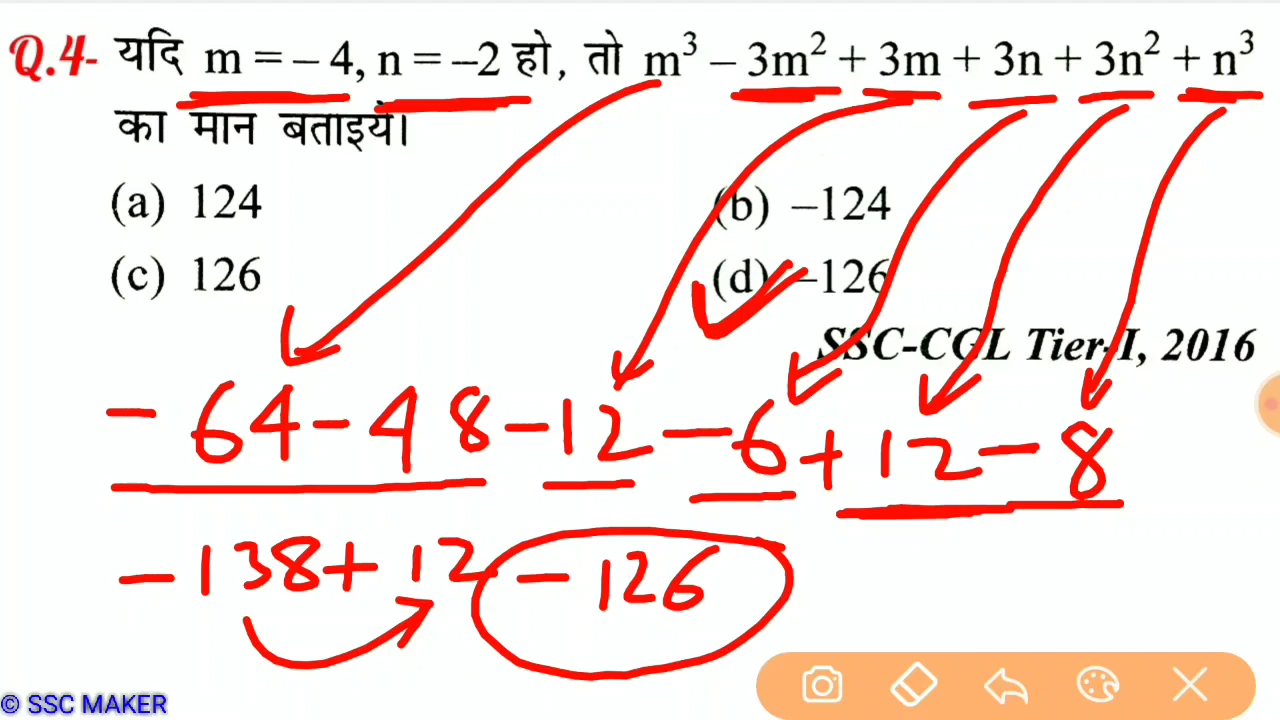 Q.4- यदि m = – 4, n = –2 हो, तो m³ – 3m² + 3m + 3n + 3n² + n³
का मान बताइये।
(a) 124 (b) –124
(c) 126 (d) –126
SSC-CGL Tier-I, 2016
- 64 - 48 - 12 - 6 + 12 - 8
- 138 + 12 - 126
© SSC MAKER